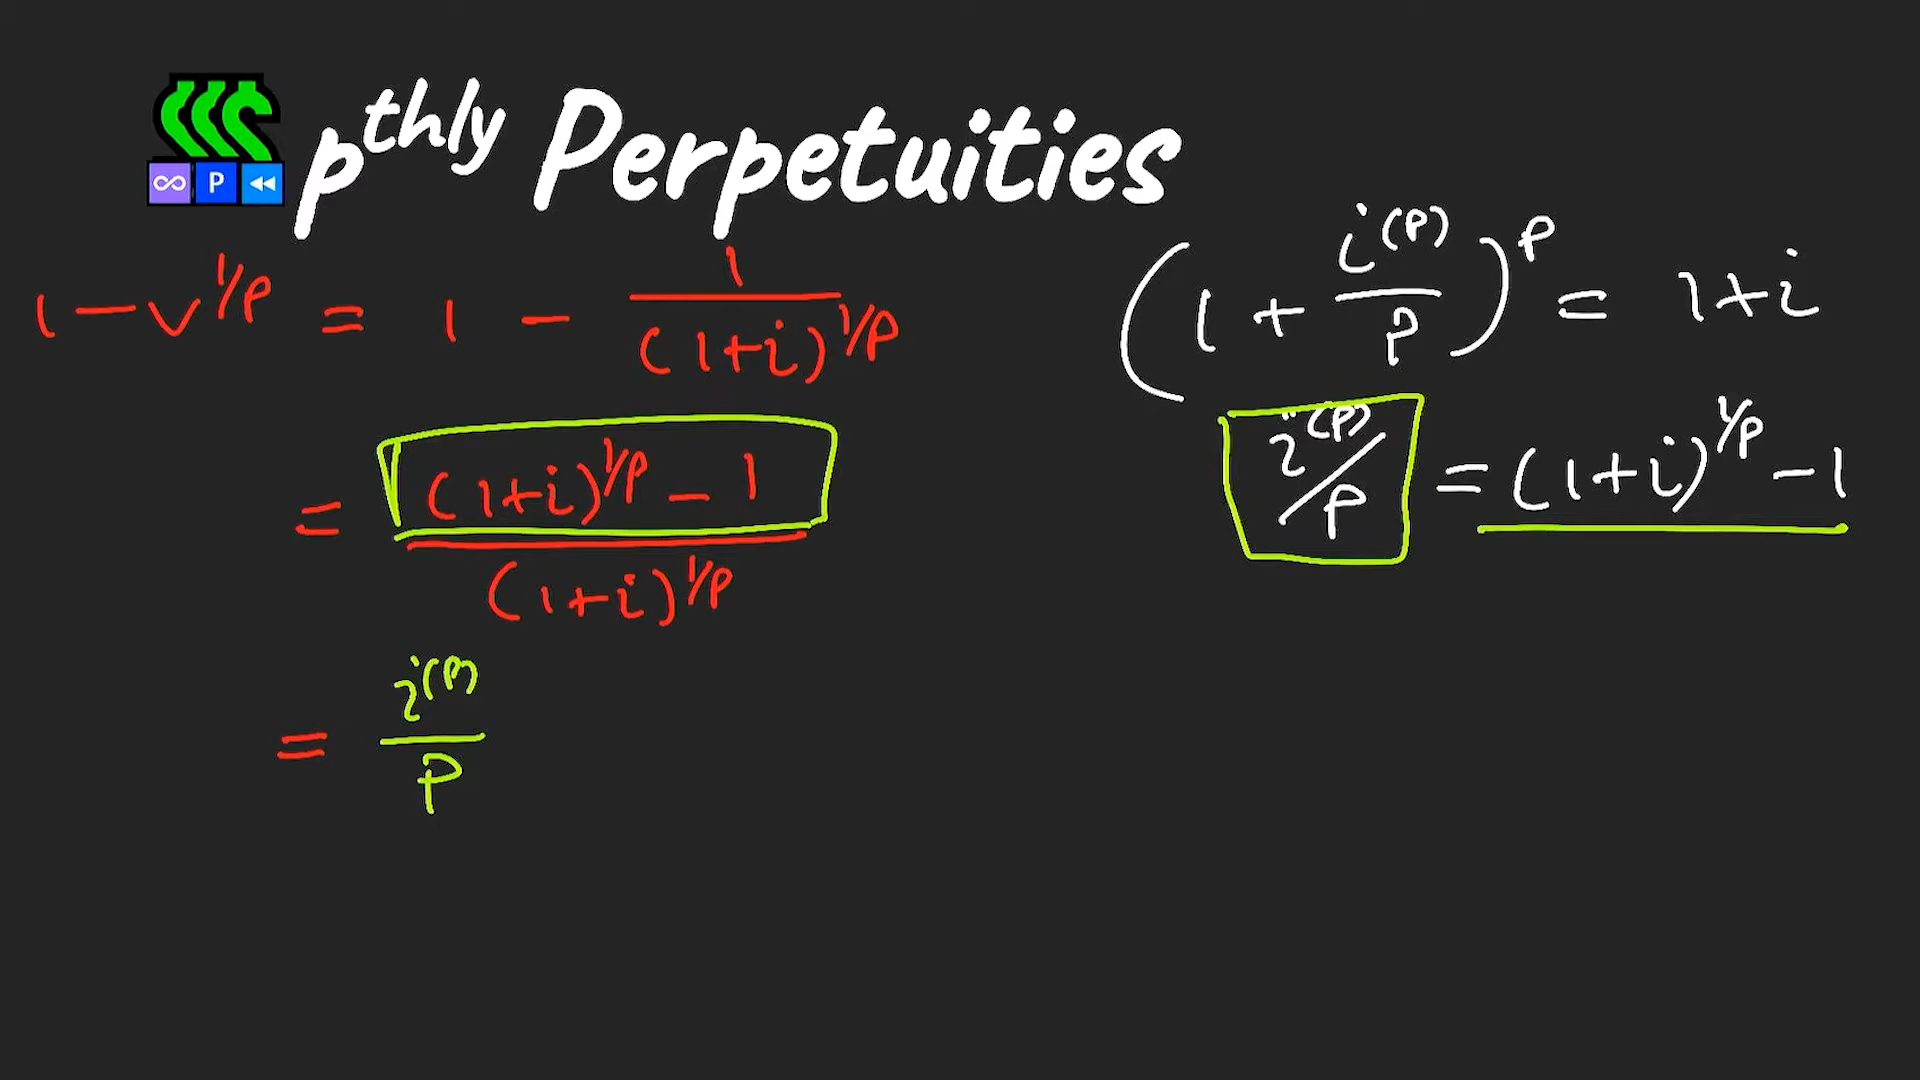 ∞ P ⏪
p^thly Perpetuities
1 - v^1/p = 1 - 1/(1+i)^1/p
(1 + i^(p)/p)^p = 1+i
= ((1+i)^1/p - 1)/(1+i)^1/p
i^(p)/p = (1+i)^1/p - 1
= i^(p)/p